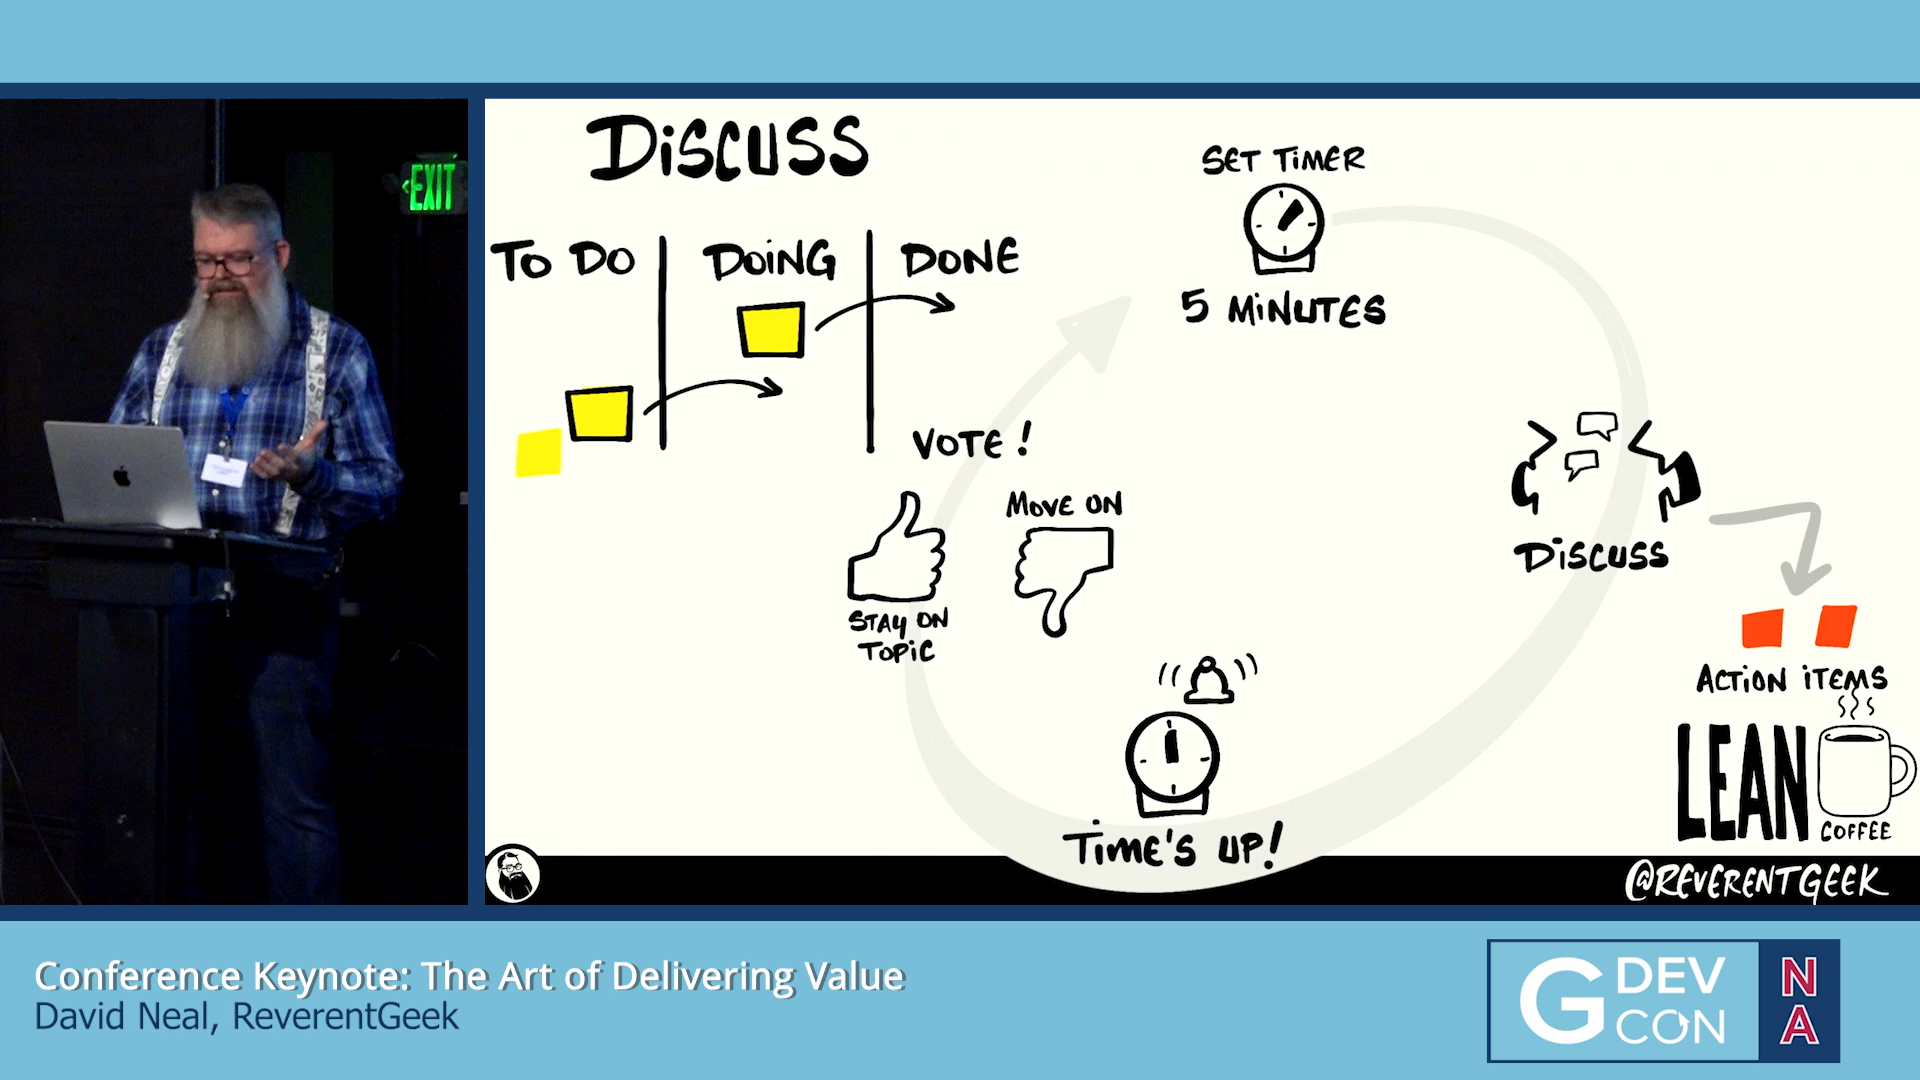 EXIT
DiSCUSS
TO DO
DOiNG
DONE
SET TiMER
5 MiNUTES
VOTE!
STAY ON
TOPiC
MOVE ON
DiSCUSS
ACTiON iTEMS
TiME'S UP!
LEAN
COFFEE
@REVERENTGEEK
Conference Keynote: The Art of Delivering Value
David Neal, ReverentGeek
G DEV CON
NA